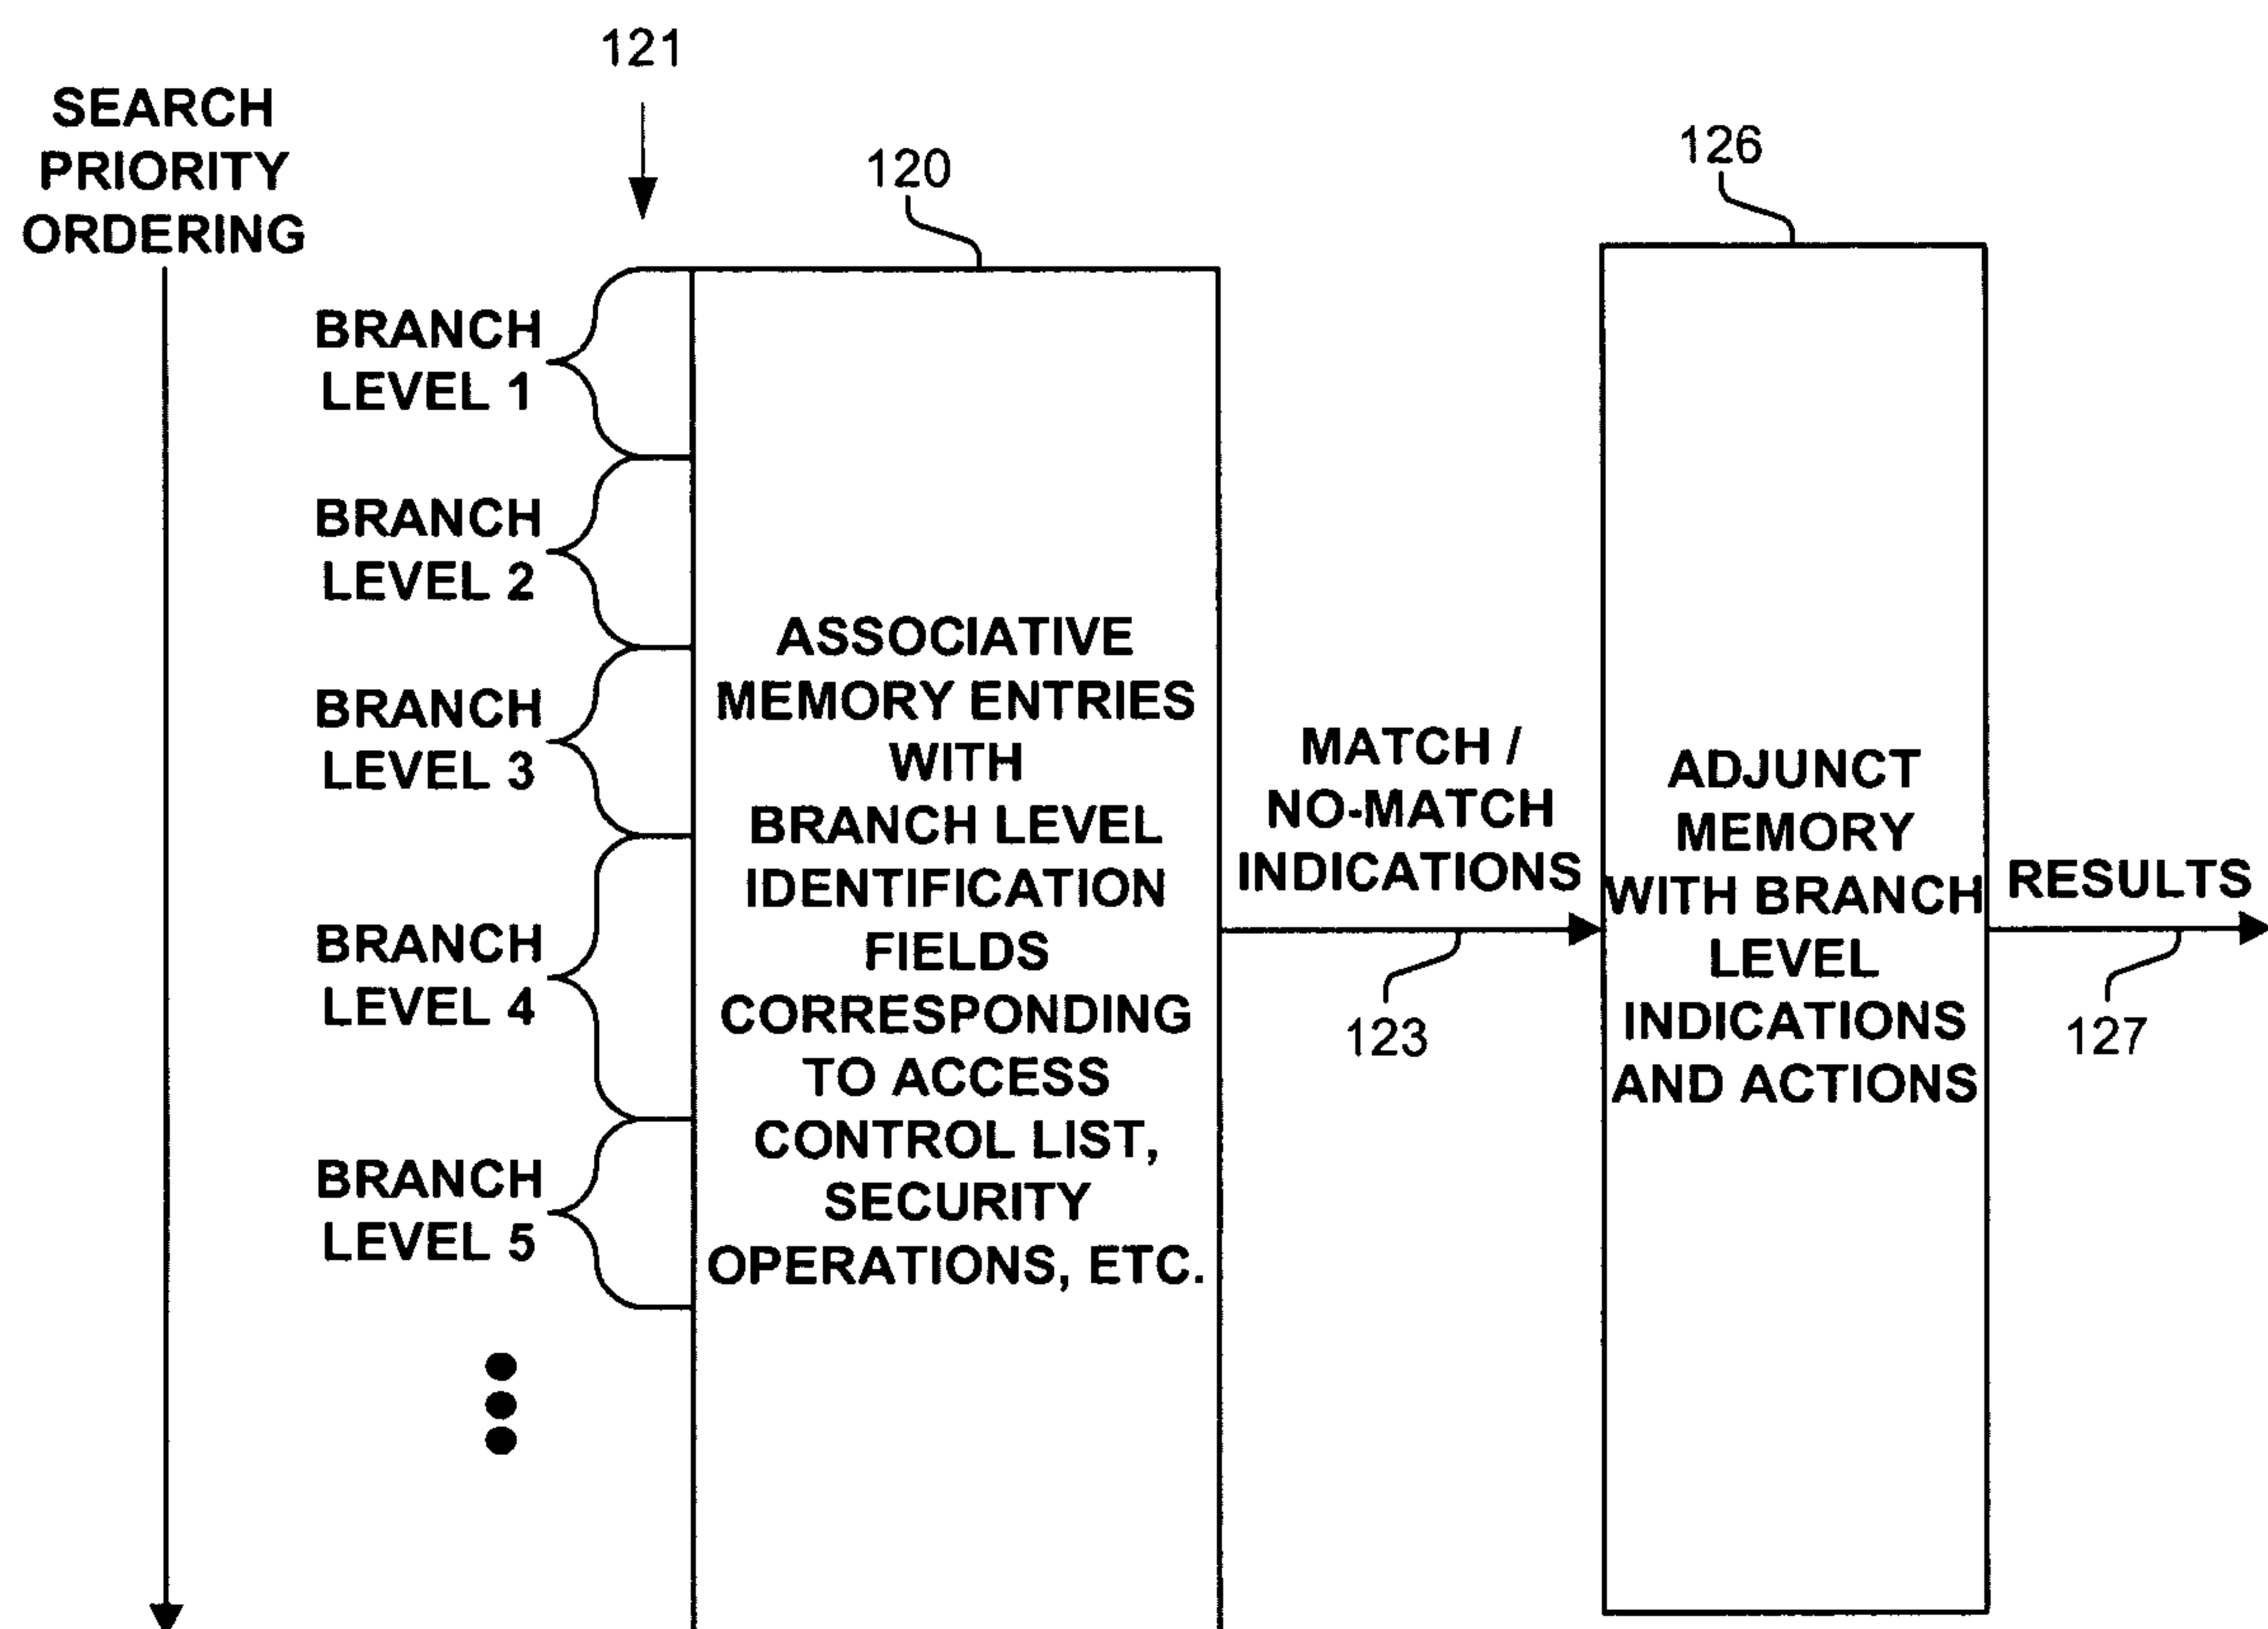 121
SEARCH
PRIORITY
ORDERING
120
126
BRANCH
LEVEL 1
BRANCH
LEVEL 2
BRANCH
LEVEL 3
BRANCH
LEVEL 4
BRANCH
LEVEL 5
ASSOCIATIVE
MEMORY ENTRIES
WITH
BRANCH LEVEL
IDENTIFICATION
FIELDS
CORRESPONDING
TO ACCESS
CONTROL LIST,
SECURITY
OPERATIONS, ETC.
MATCH /
NO-MATCH
INDICATIONS
123
ADJUNCT
MEMORY
WITH BRANCH
LEVEL
INDICATIONS
AND ACTIONS
RESULTS
127